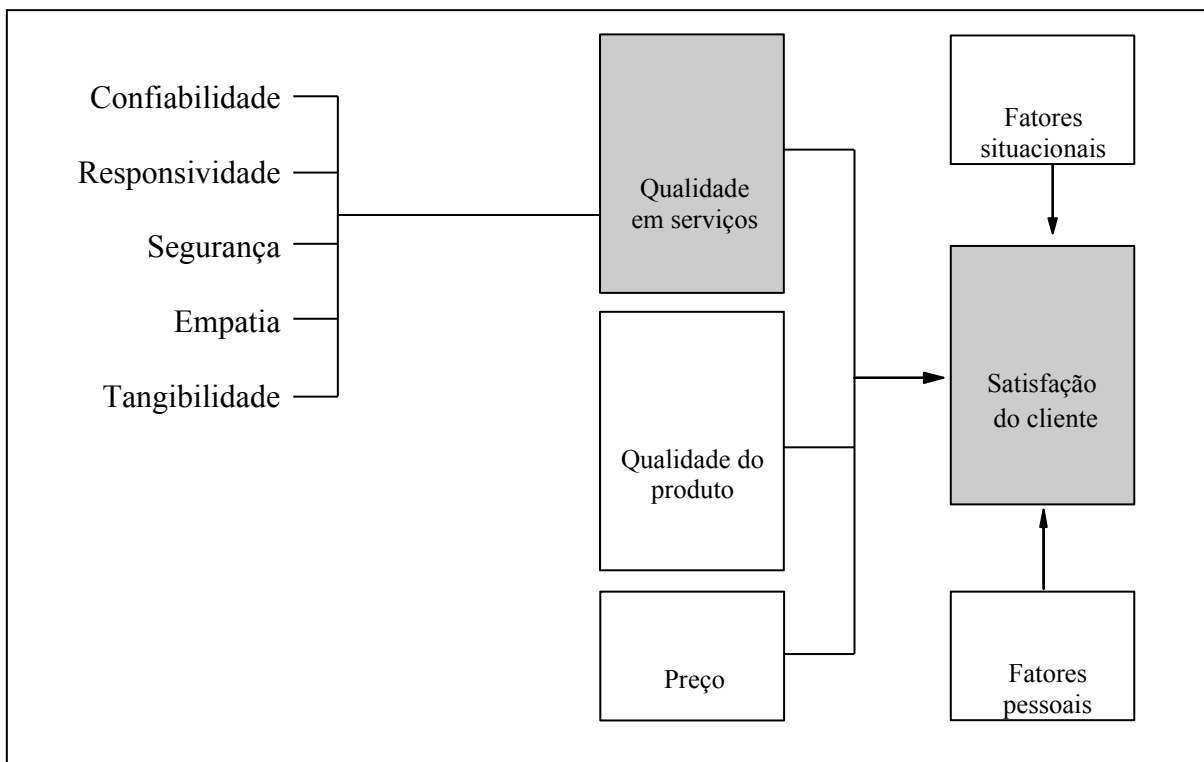 Confiabilidade
Responsividade
Segurança
Empatia
Tangibilidade
Qualidade
em serviços
Qualidade do
produto
Preço
Fatores
situacionais
Satisfação
do cliente
Fatores
pessoais